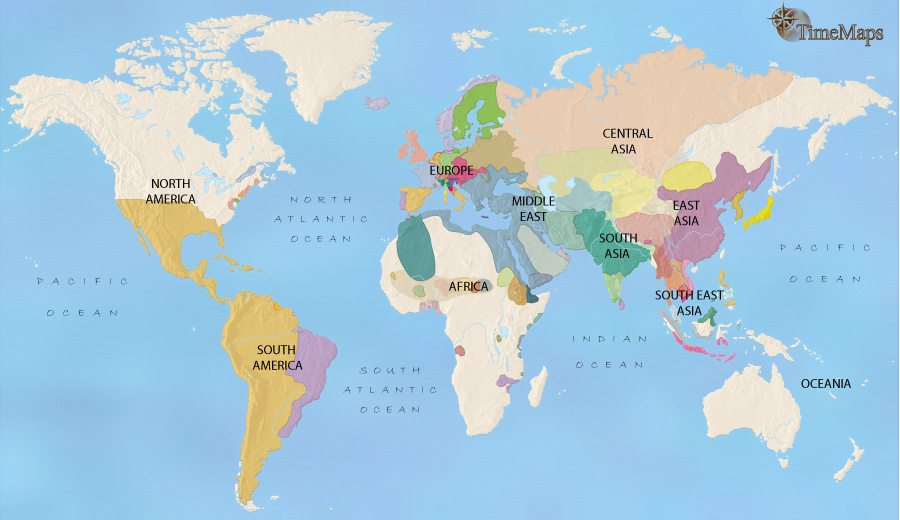 TimeMaps
CENTRAL
ASIA
EUROPE
NORTH
AMERICA
NORTH
ATLANTIC
OCEAN
MIDDLE
EAST
EAST
ASIA
SOUTH
ASIA
PACIFIC
OCEAN
PACIFIC
OCEAN
AFRICA
SOUTH EAST
ASIA
INDIAN
OCEAN
SOUTH
AMERICA
SOUTH
ATLANTIC
OCEAN
OCEANIA